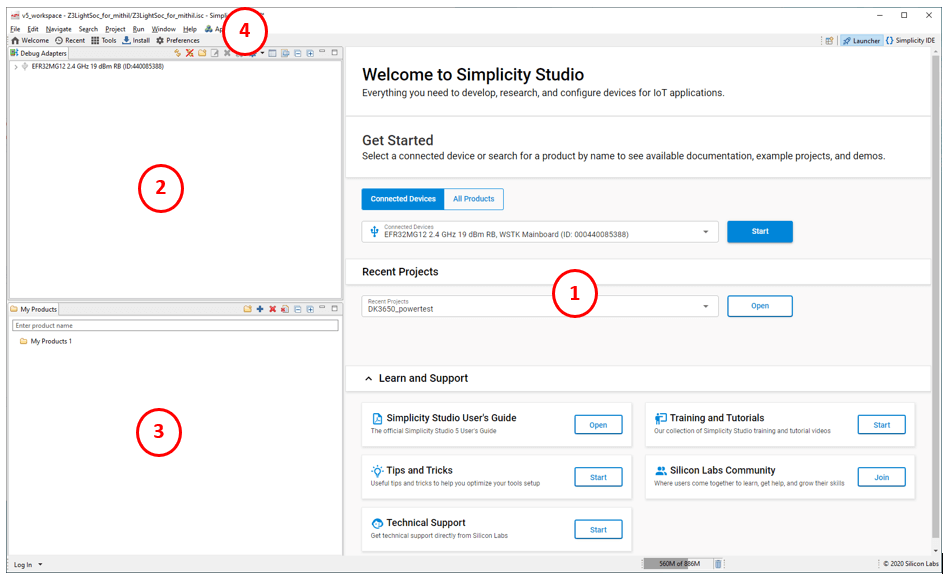 v5_workspace - Z3LightSoc_for_mithil/Z3LightSoc_for_mithil.isc -
4
File Edit Navigate Search Project Run Window Help
Welcome Recent Tools Install Preferences
Launcher Simplicity IDE
Debug Adapters
EFR32MG12 2.4 GHz 19 dBm RB (ID:440085388)
2
My Products
Enter product name
My Products 1
3
Welcome to Simplicity Studio
Everything you need to develop, research, and configure devices for IoT applications.
Get Started
Select a connected device or search for a product by name to see available documentation, example projects, and demos.
Connected Devices All Products
Connected Devices
EFR32MG12 2.4 GHz 19 dBm RB, WSTK Mainboard (ID: 000440085388)
Start
Recent Projects
1
Recent Projects
DK3650_powertest
Open
Learn and Support
Simplicity Studio User's Guide
The official Simplicity Studio 5 User's Guide
Open
Training and Tutorials
Our collection of Simplicity Studio training and tutorial videos
Start
Tips and Tricks
Useful tips and tricks to help you optimize your tools setup
Start
Silicon Labs Community
Where users come together to learn, get help, and grow their skills
Join
Technical Support
Get technical support directly from Silicon Labs
Start
Log In
560M of 886M
© 2020 Silicon Labs